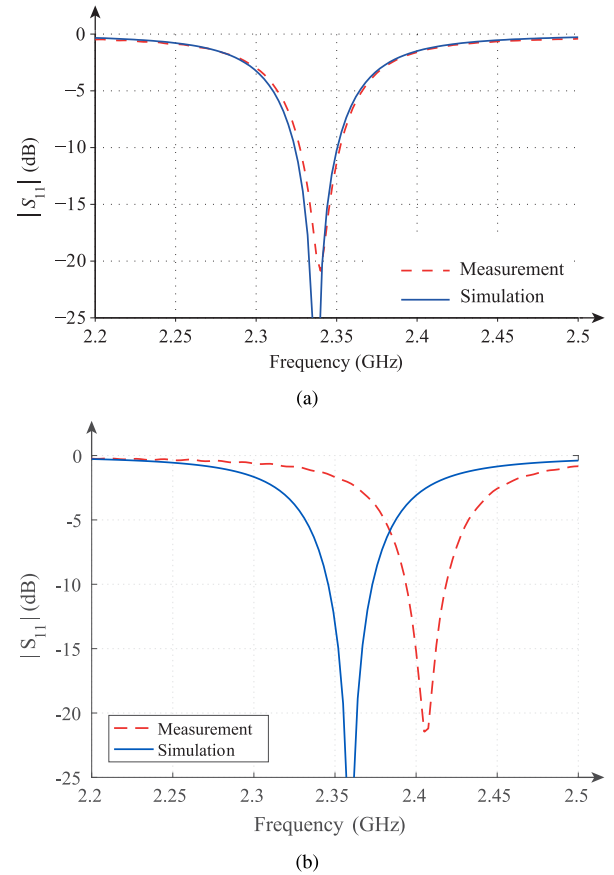 0
−5
−10
−15
−20
−25
|S11| (dB)
Measurement
Simulation
2.2 2.25 2.3 2.35 2.4 2.45 2.5
Frequency (GHz)
(a)
0
-5
-10
-15
-20
-25
|S11| (dB)
Measurement
Simulation
2.2 2.25 2.3 2.35 2.4 2.45 2.5
Frequency (GHz)
(b)